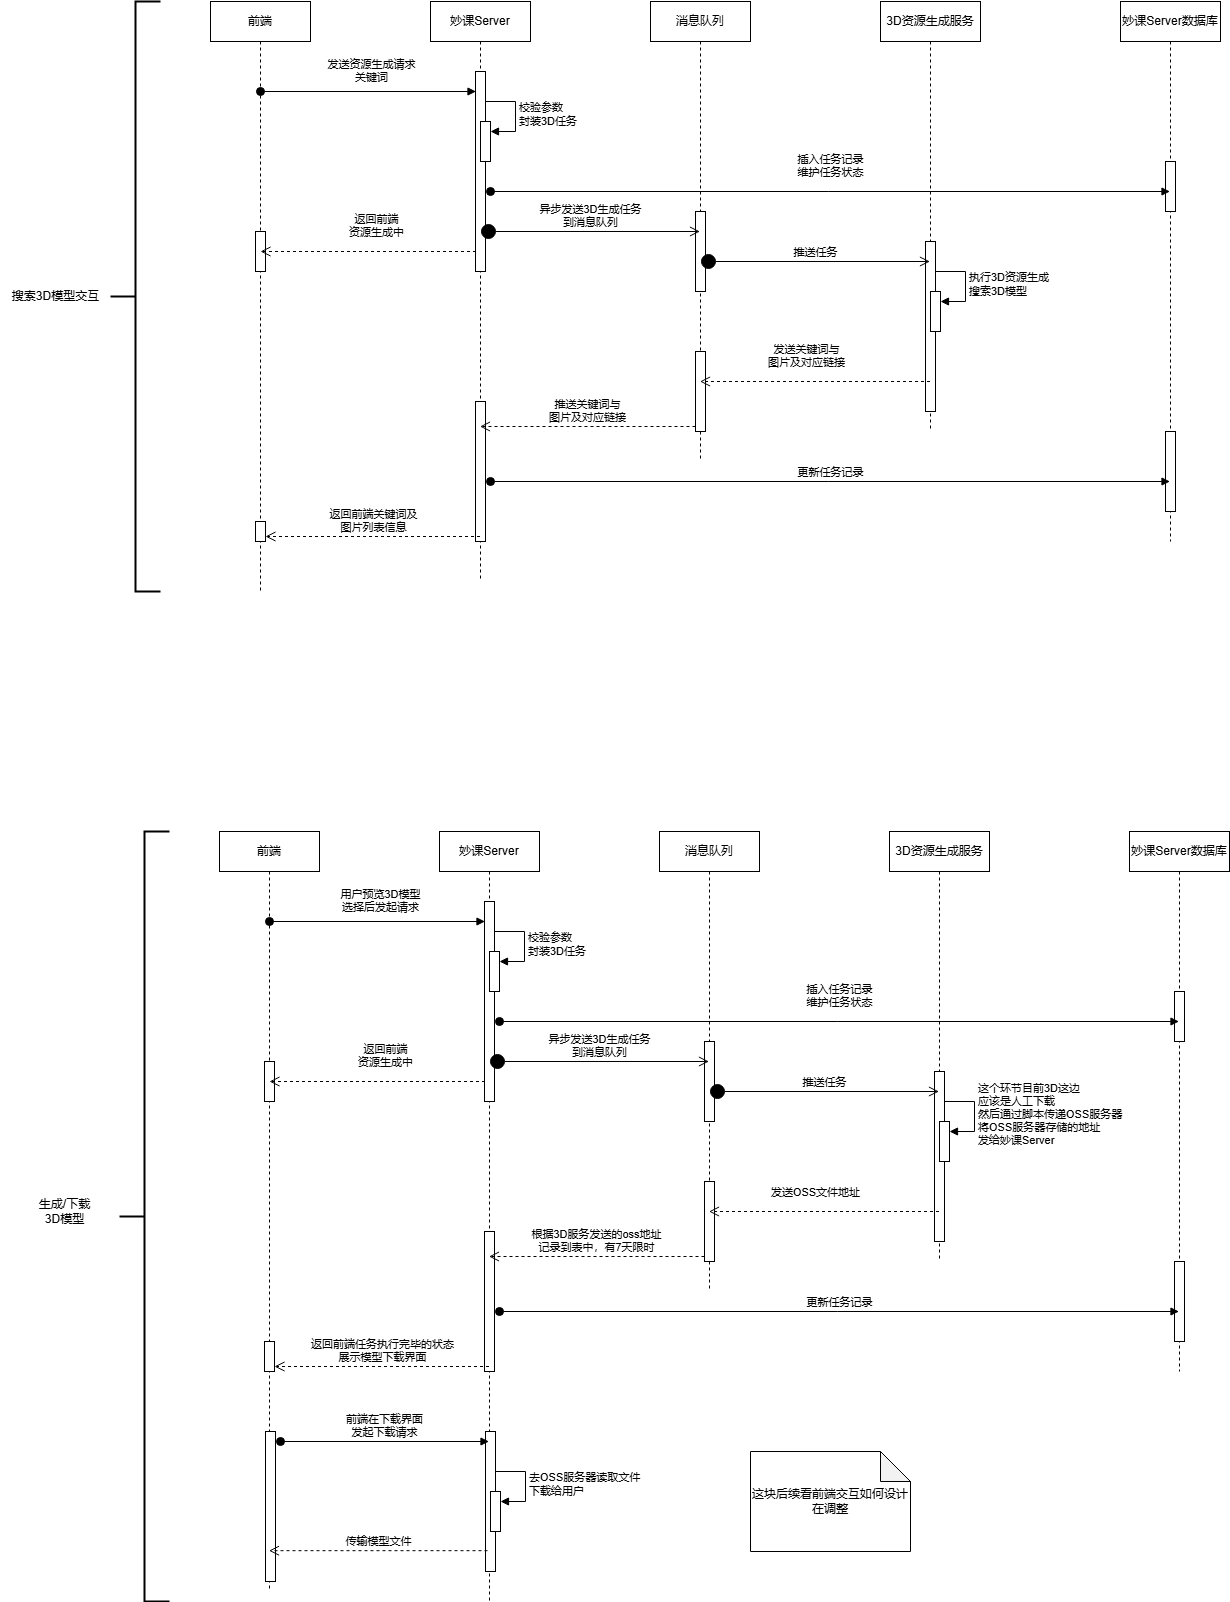 前端
妙课Server
消息队列
3D资源生成服务
妙课Server数据库
发送资源生成请求
关键词
校验参数
封装3D任务
插入任务记录
维护任务状态
异步发送3D生成任务
到消息队列
返回前端
资源生成中
推送任务
执行3D资源生成
搜索3D模型
搜索3D模型交互
发送关键词与
图片及对应链接
推送关键词与
图片及对应链接
更新任务记录
返回前端关键词及
图片列表信息
前端
妙课Server
消息队列
3D资源生成服务
妙课Server数据库
用户预览3D模型
选择后发起请求
校验参数
封装3D任务
插入任务记录
维护任务状态
异步发送3D生成任务
到消息队列
返回前端
资源生成中
推送任务
这个环节目前3D这边
应该是人工下载
然后通过脚本传递OSS服务器
将OSS服务器存储的地址
发给妙课Server
生成/下载
3D模型
发送OSS文件地址
根据3D服务发送的oss地址
记录到表中，有7天限时
更新任务记录
返回前端任务执行完毕的状态
展示模型下载界面
前端在下载界面
发起下载请求
去OSS服务器读取文件
下载给用户
这块后续看前端交互如何设计
在调整
传输模型文件